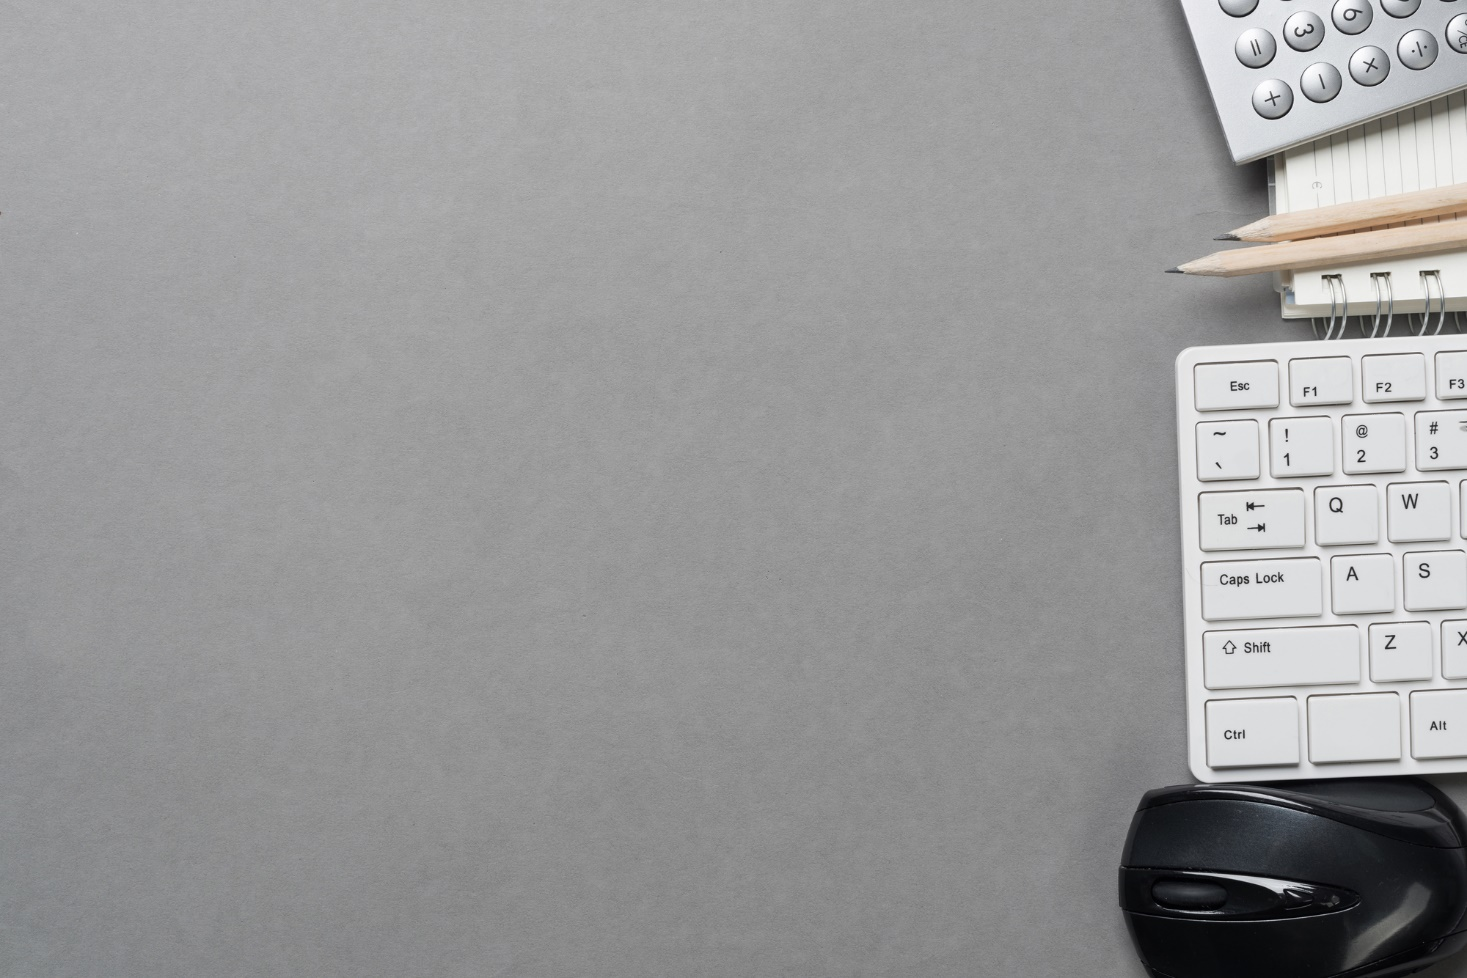 = 3 6
+ − × ÷
Esc F1 F2 F3
~ ! @ #
` 1 2 3
Tab Q W
Caps Lock A S
Shift Z X
Ctrl Alt